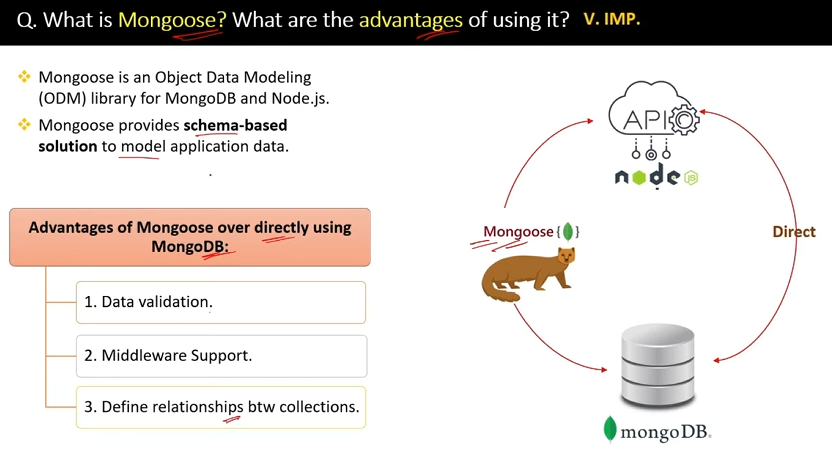 Q. What is Mongoose? What are the advantages of using it? V. IMP.
Mongoose is an Object Data Modeling
(ODM) library for MongoDB and Node.js.
Mongoose provides schema-based
solution to model application data.
Advantages of Mongoose over directly using
MongoDB:
1. Data validation.
2. Middleware Support.
3. Define relationships btw collections.
API
node
JS
Mongoose { }
Direct
mongoDB.